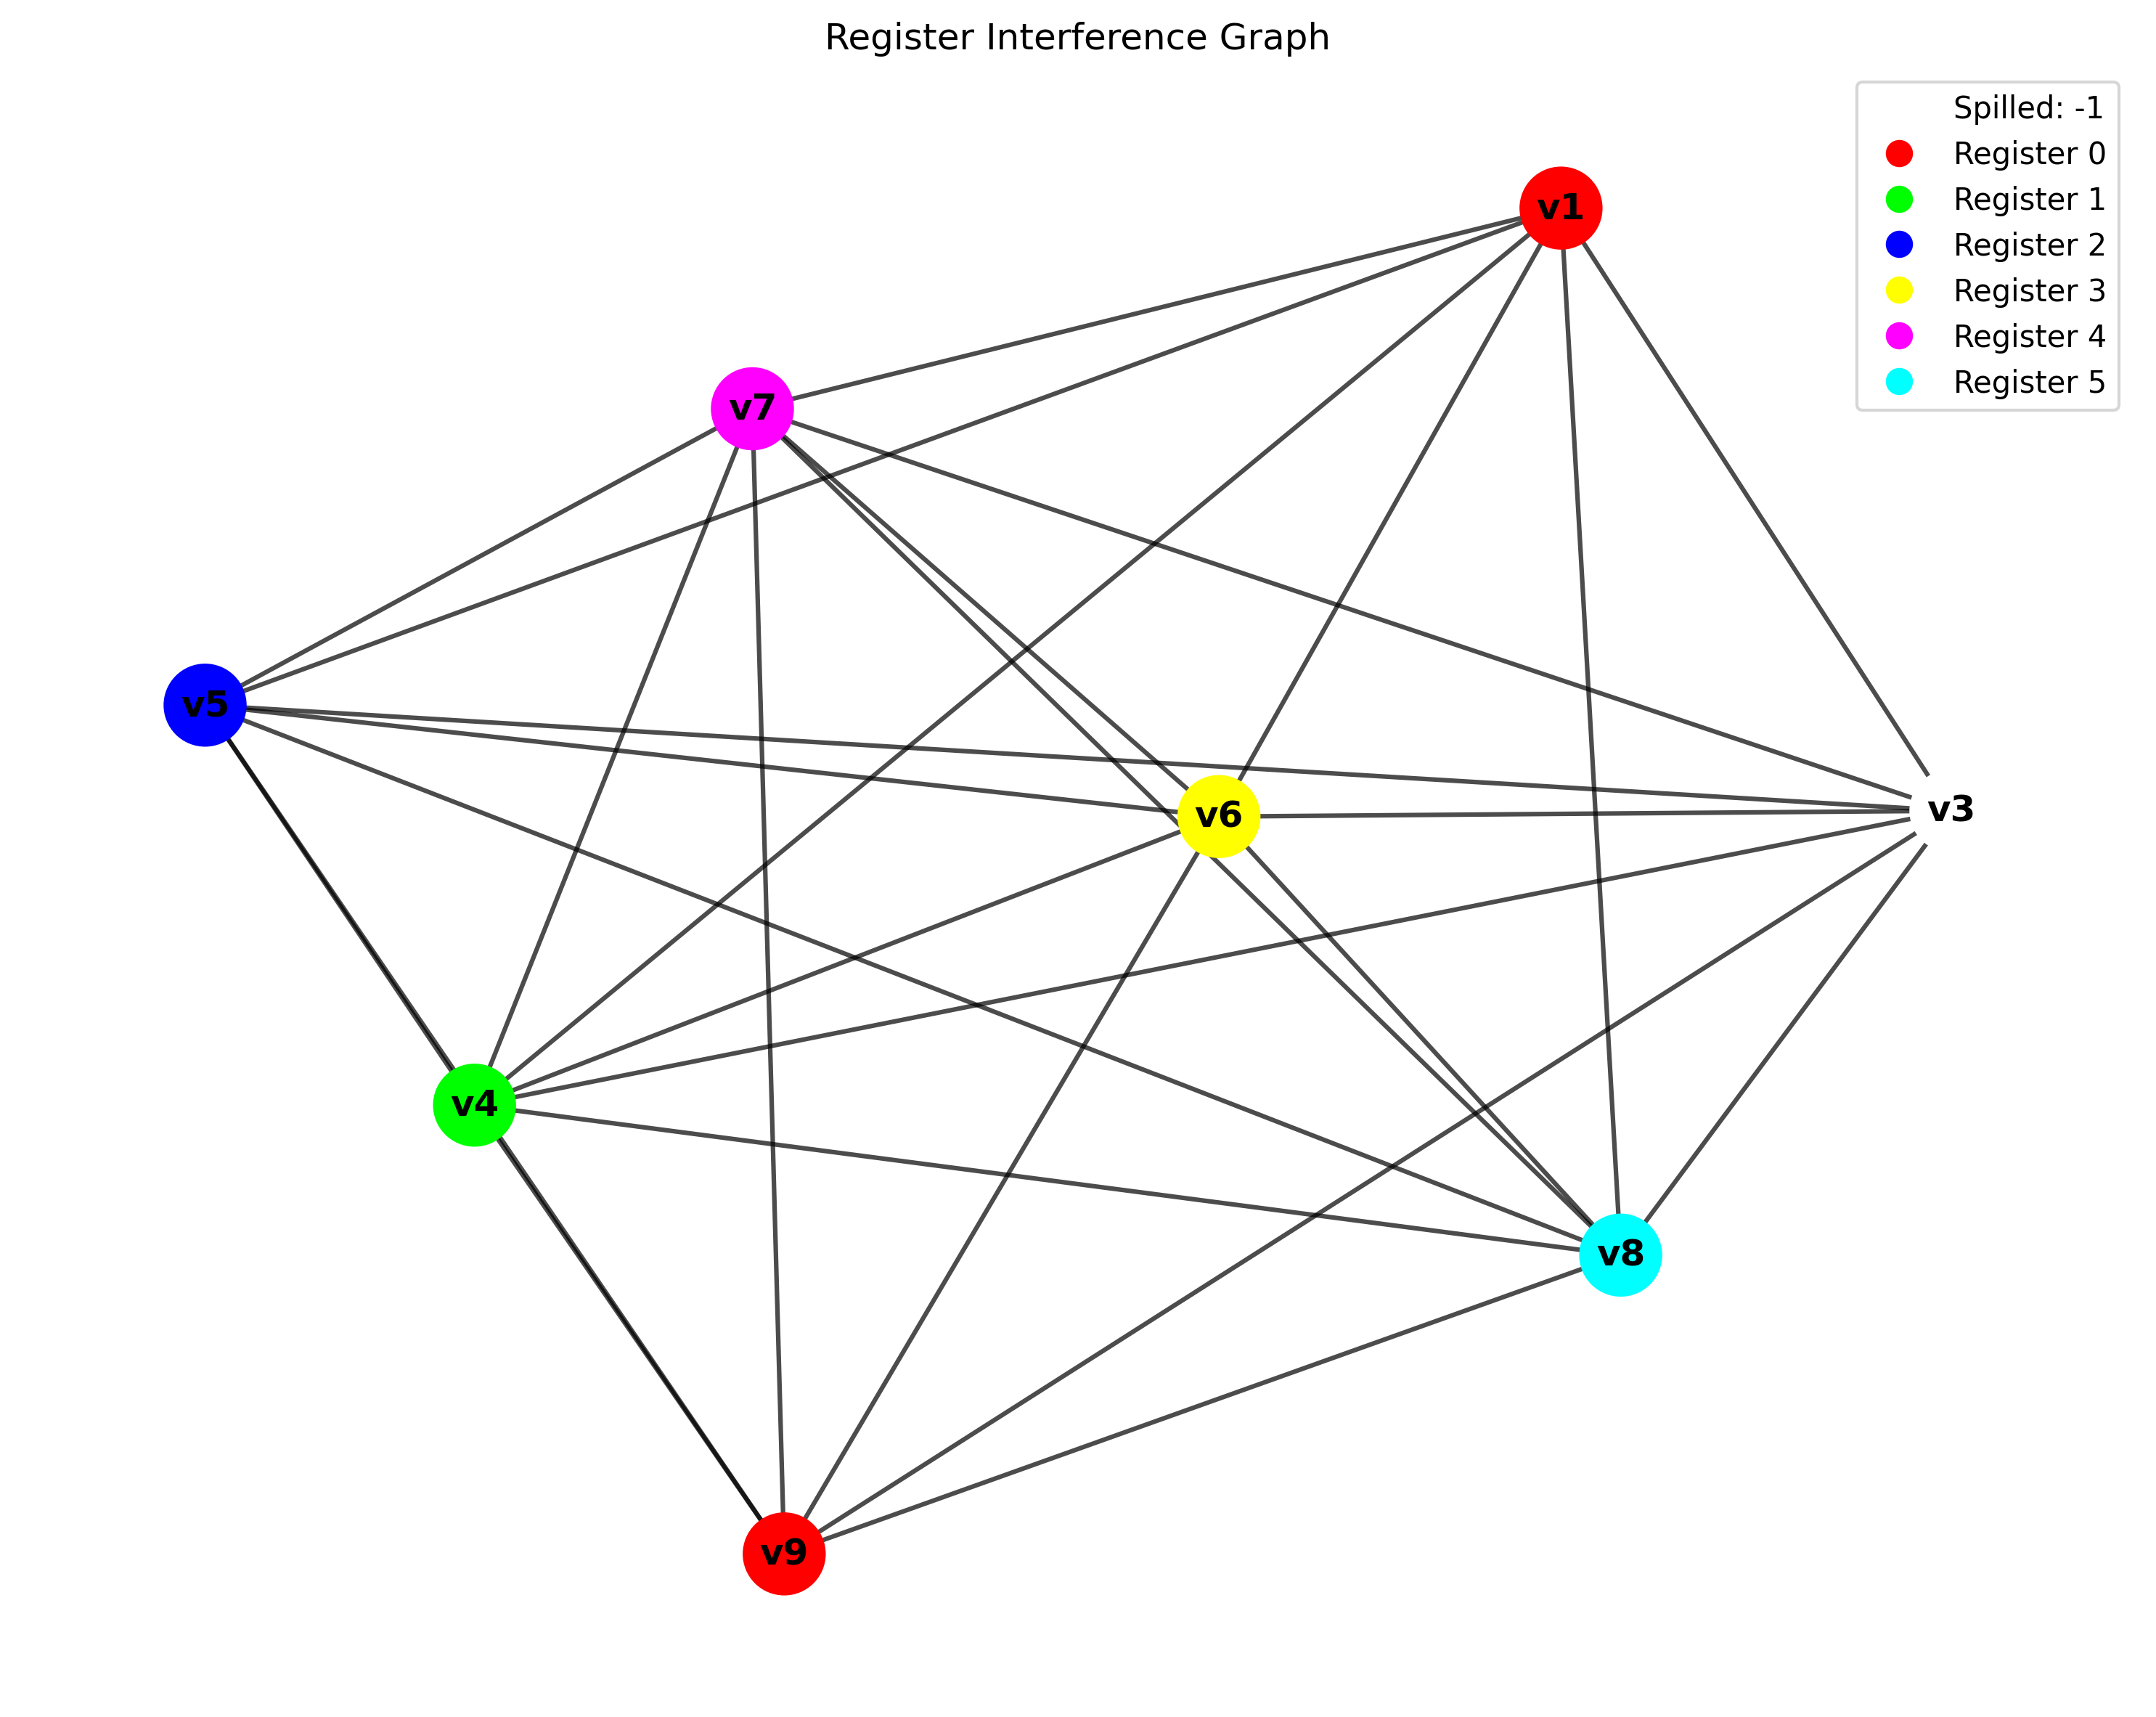 Register Interference Graph
Spilled: -1
Register 0
Register 1
Register 2
Register 3
Register 4
Register 5
v1
v7
v5
v6
v3
v4
v8
v9